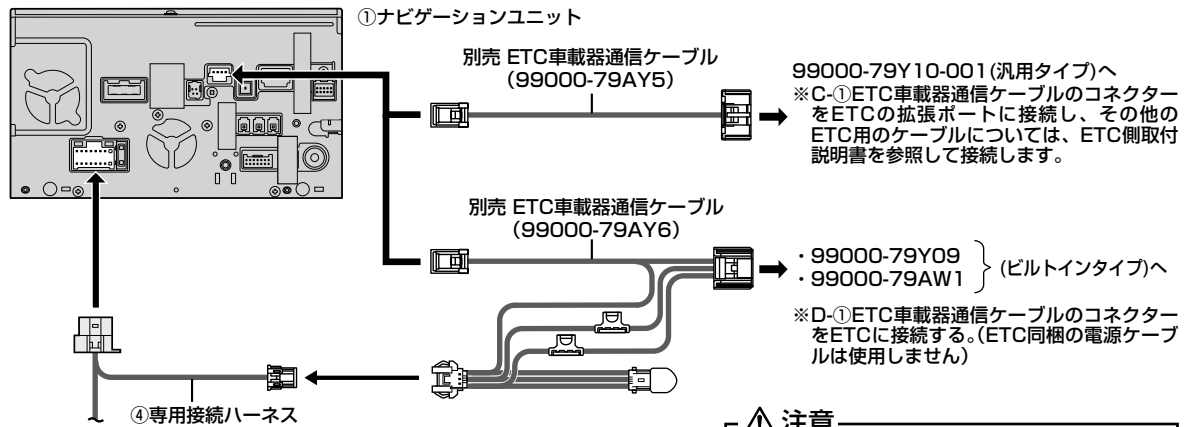 ①ナビゲーションユニット
別売 ETC車載器通信ケーブル
(99000-79AY5)
99000-79Y10-001(汎用タイプ)へ
※C-①ETC車載器通信ケーブルのコネクター
をETCの拡張ポートに接続し、その他の
ETC用のケーブルについては、ETC側取付
説明書を参照して接続します。
別売 ETC車載器通信ケーブル
(99000-79AY6)
・99000-79Y09
・99000-79AW1
(ビルトインタイプ)へ
※D-①ETC車載器通信ケーブルのコネクター
をETCに接続する。(ETC同梱の電源ケーブ
ルは使用しません)
④専用接続ハーネス
注意